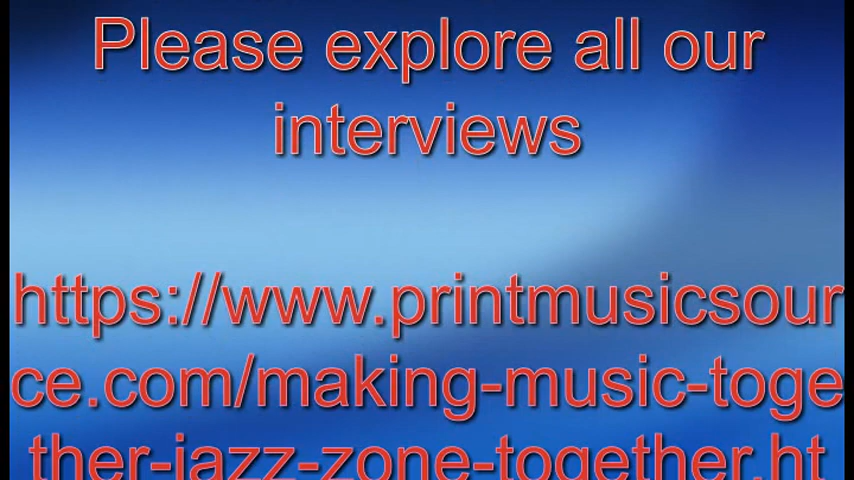 Please explore all our
interviews
https://www.printmusicsour
ce.com/making-music-toge
ther-jazz-zone-together.ht